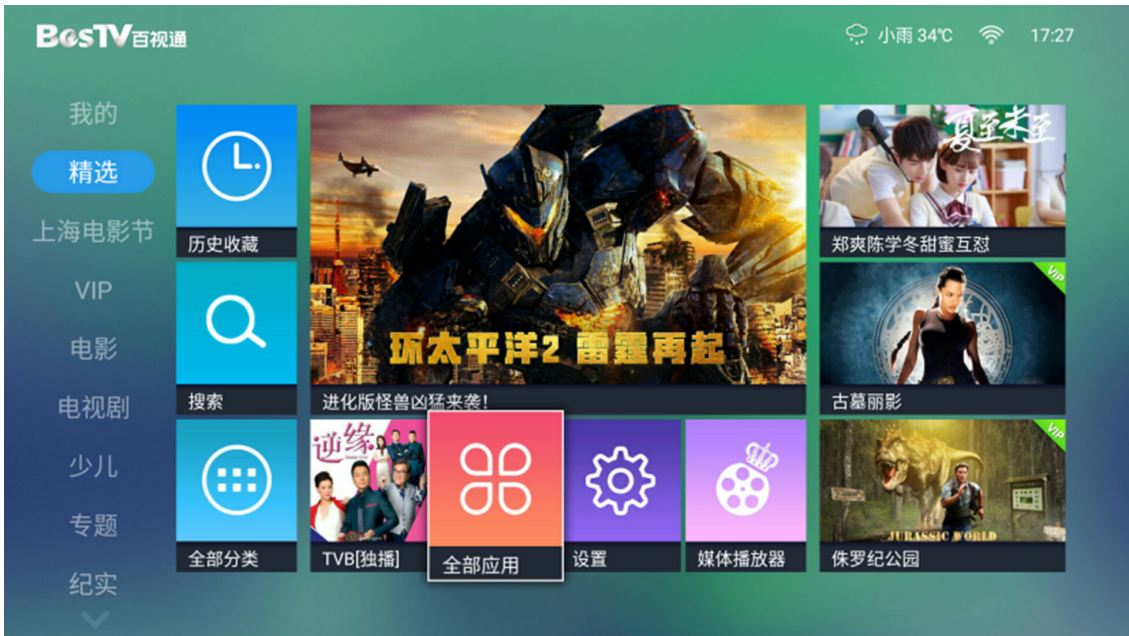 BesTV百视通
小雨 34℃
17:27
我的
精选
上海电影节
VIP
电影
电视剧
少儿
专题
纪实
历史收藏
搜索
全部分类
环太平洋2 雷霆再起
进化版怪兽凶猛来袭!
逆缘
TVB[独播]
全部应用
设置
媒体播放器
夏至未至
郑爽陈学冬甜蜜互怼
VIP
古墓丽影
VIP
JURASSIC WORLD
侏罗纪公园